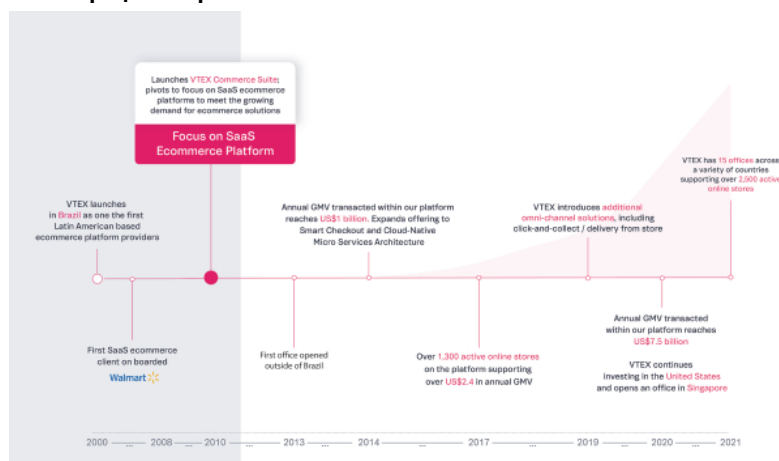 Launches VTEX Commerce Suite;
pivots to focus on SaaS ecommerce
platforms to meet the growing
demand for ecommerce solutions
Focus on SaaS
Ecommerce Platform
VTEX launches
in Brazil as one the first
Latin American based
ecommerce platform providers
Annual GMV transacted within our platform
reaches US$1 billion. Expands offering to
Smart Checkout and Cloud-Native
Micro Services Architecture
VTEX introduces additional
omni-channel solutions, including
click-and-collect / delivery from store
VTEX has 15 offices across
a variety of countries
supporting over 2,500 active
online stores
First SaaS ecommerce
client on boarded
Walmart
First office opened
outside of Brazil
Over 1,300 active online stores
on the platform supporting
over US$2.4 in annual GMV
Annual GMV transacted
within our platform reaches
US$7.5 billion
VTEX continues
investing in the United States
and opens an office in Singapore
2000 ... 2008 ... 2010 ... 2013 ... 2014 ... 2017 ... 2019 ... 2020 ... 2021